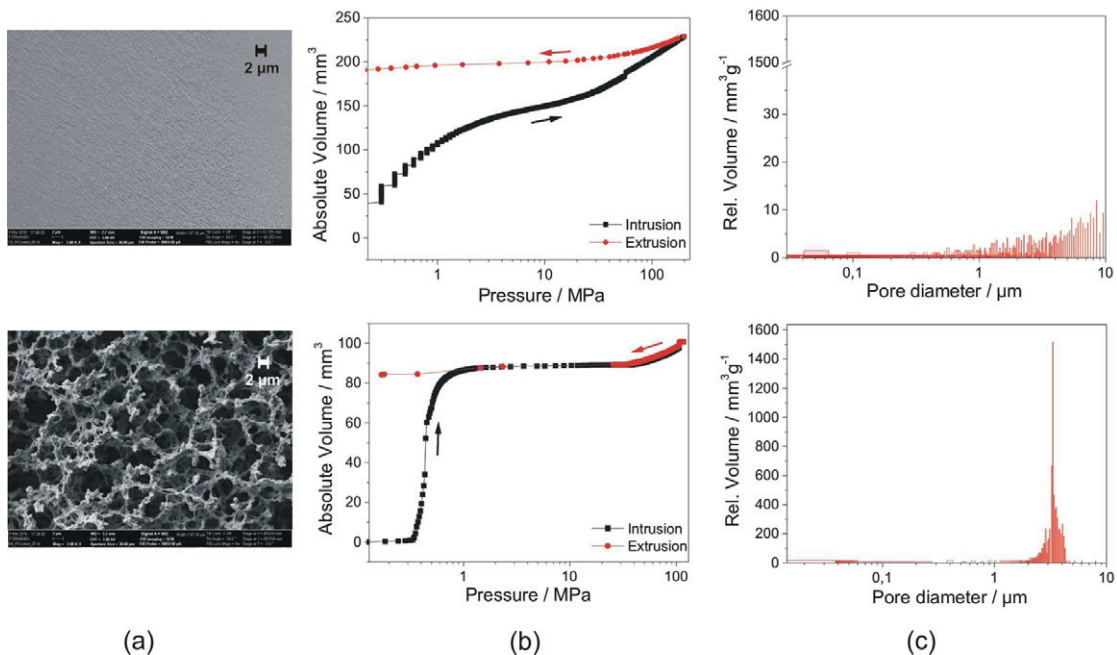 2 µm
250
200
150
100
50
0
Absolute Volume / mm³
Intrusion
Extrusion
1
10
100
Pressure / MPa
1600
1500
30
20
10
0
Rel. Volume / mm³g⁻¹
0,1
1
10
Pore diameter / µm
2 µm
100
80
60
40
20
0
Absolute Volume / mm³
Intrusion
Extrusion
1
10
100
Pressure / MPa
1600
1400
1200
1000
800
600
400
200
0
Rel. Volume / mm³g⁻¹
0,1
1
10
Pore diameter / µm
(a)
(b)
(c)